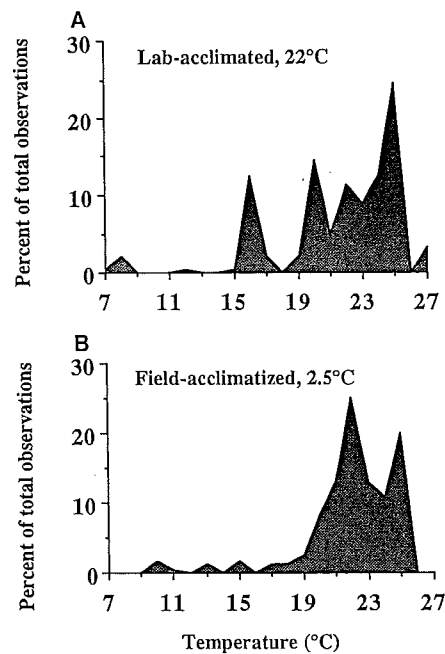 A
Lab-acclimated, 22°C
Percent of total observations
30
20
10
0
7 11 15 19 23 27
B
Field-acclimatized, 2.5°C
Percent of total observations
30
20
10
0
7 11 15 19 23 27
Temperature (°C)